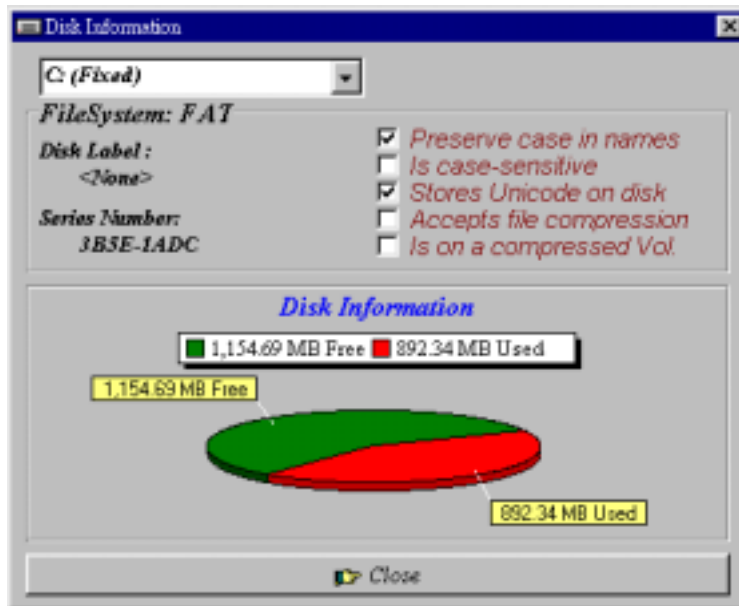 Disk Information
C: (Fixed)
FileSystem: FAT
Disk Label :
<None>
Series Number:
3B5E-1ADC
Preserve case in names
Is case-sensitive
Stores Unicode on disk
Accepts file compression
Is on a compressed Vol.
Disk Information
1,154.69 MB Free 892.34 MB Used
1,154.69 MB Free
892.34 MB Used
Close